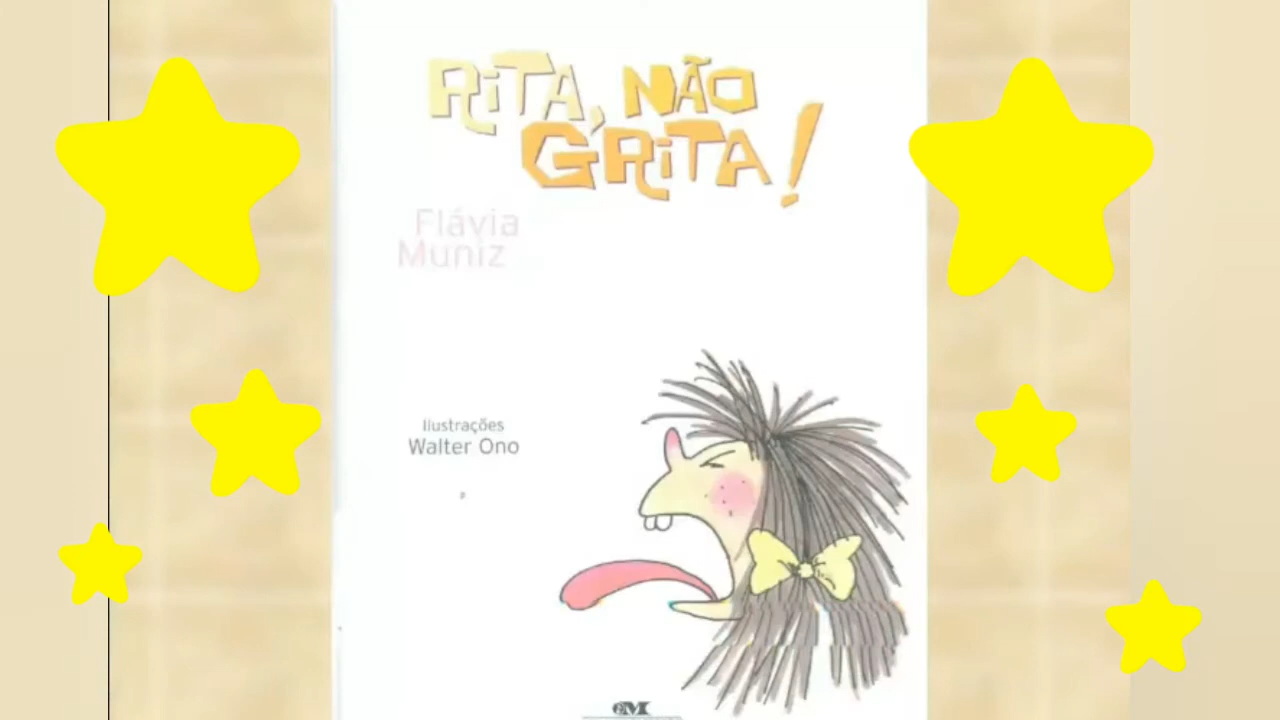 RiTA, NÃO
GRiTA!
Flávia
Muniz
Ilustrações
Walter Ono